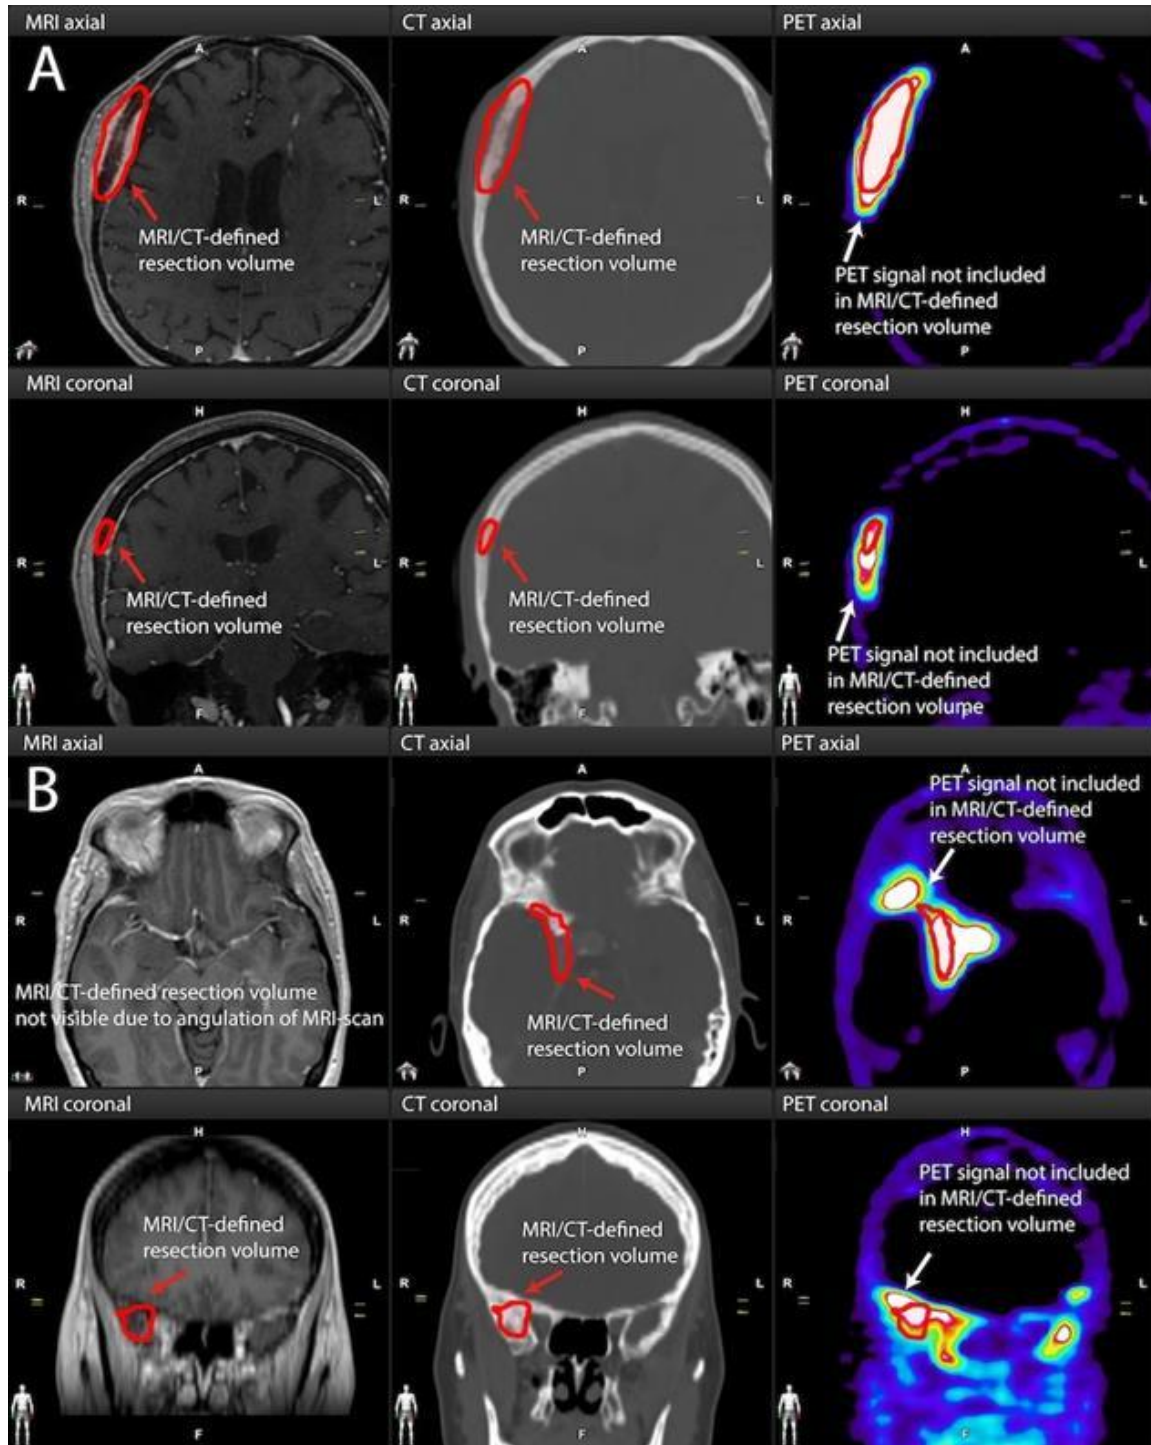 MRI axial
CT axial
PET axial
A
A
A
A
R
L
R
MRI/CT-defined
resection volume
MRI/CT-defined
resection volume
PET signal not included
in MRI/CT-defined
resection volume
P
P
P
MRI coronal
CT coronal
PET coronal
H
H
H
R
L
R
L
R
L
MRI/CT-defined
resection volume
MRI/CT-defined
resection volume
PET signal not included
in MRI/CT-defined
resection volume
F
F
F
MRI axial
CT axial
PET axial
B
A
A
A
PET signal not included
in MRI/CT-defined
resection volume
R
L
R
L
R
L
MRI/CT-defined resection volume
not visible due to angulation of MRI-scan
MRI/CT-defined
resection volume
P
P
P
MRI coronal
CT coronal
PET coronal
H
H
H
PET signal not included
in MRI/CT-defined
resection volume
MRI/CT-defined
resection volume
MRI/CT-defined
resection volume
R
L
R
L
R
L
F
F
F